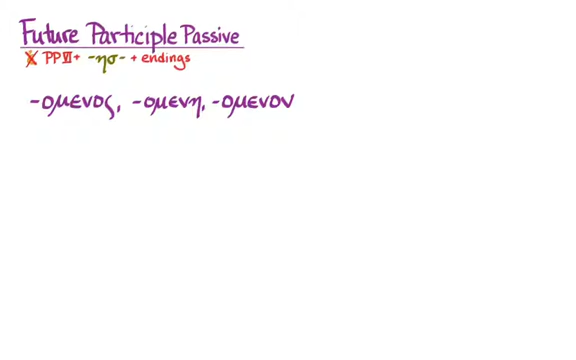 Future Participle Passive
ἐ PP VI + -ησ- + endings
-ομενος, -ομενη, -ομενον